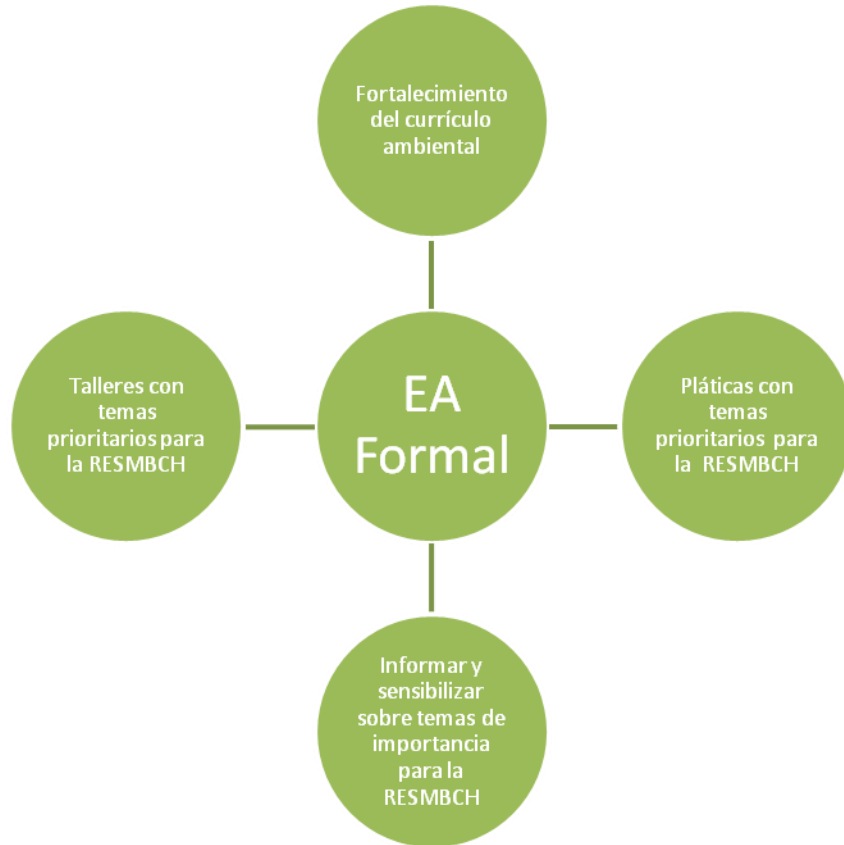 Fortalecimiento
del currículo
ambiental
Talleres con
temas
prioritarios para
la RESMBCH
EA
Formal
Pláticas con
temas
prioritarios para
la RESMBCH
Informar y
sensibilizar
sobre temas de
importancia
para la
RESMBCH